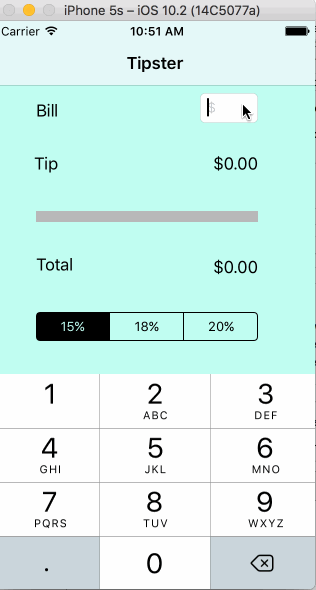 iPhone 5s – iOS 10.2 (14C5077a)
Carrier 10:51 AM
Tipster
Bill $
Tip $0.00
Total $0.00
15% 18% 20%
1 2 3
ABC DEF
4 5 6
GHI JKL MNO
7 8 9
PQRS TUV WXYZ
. 0